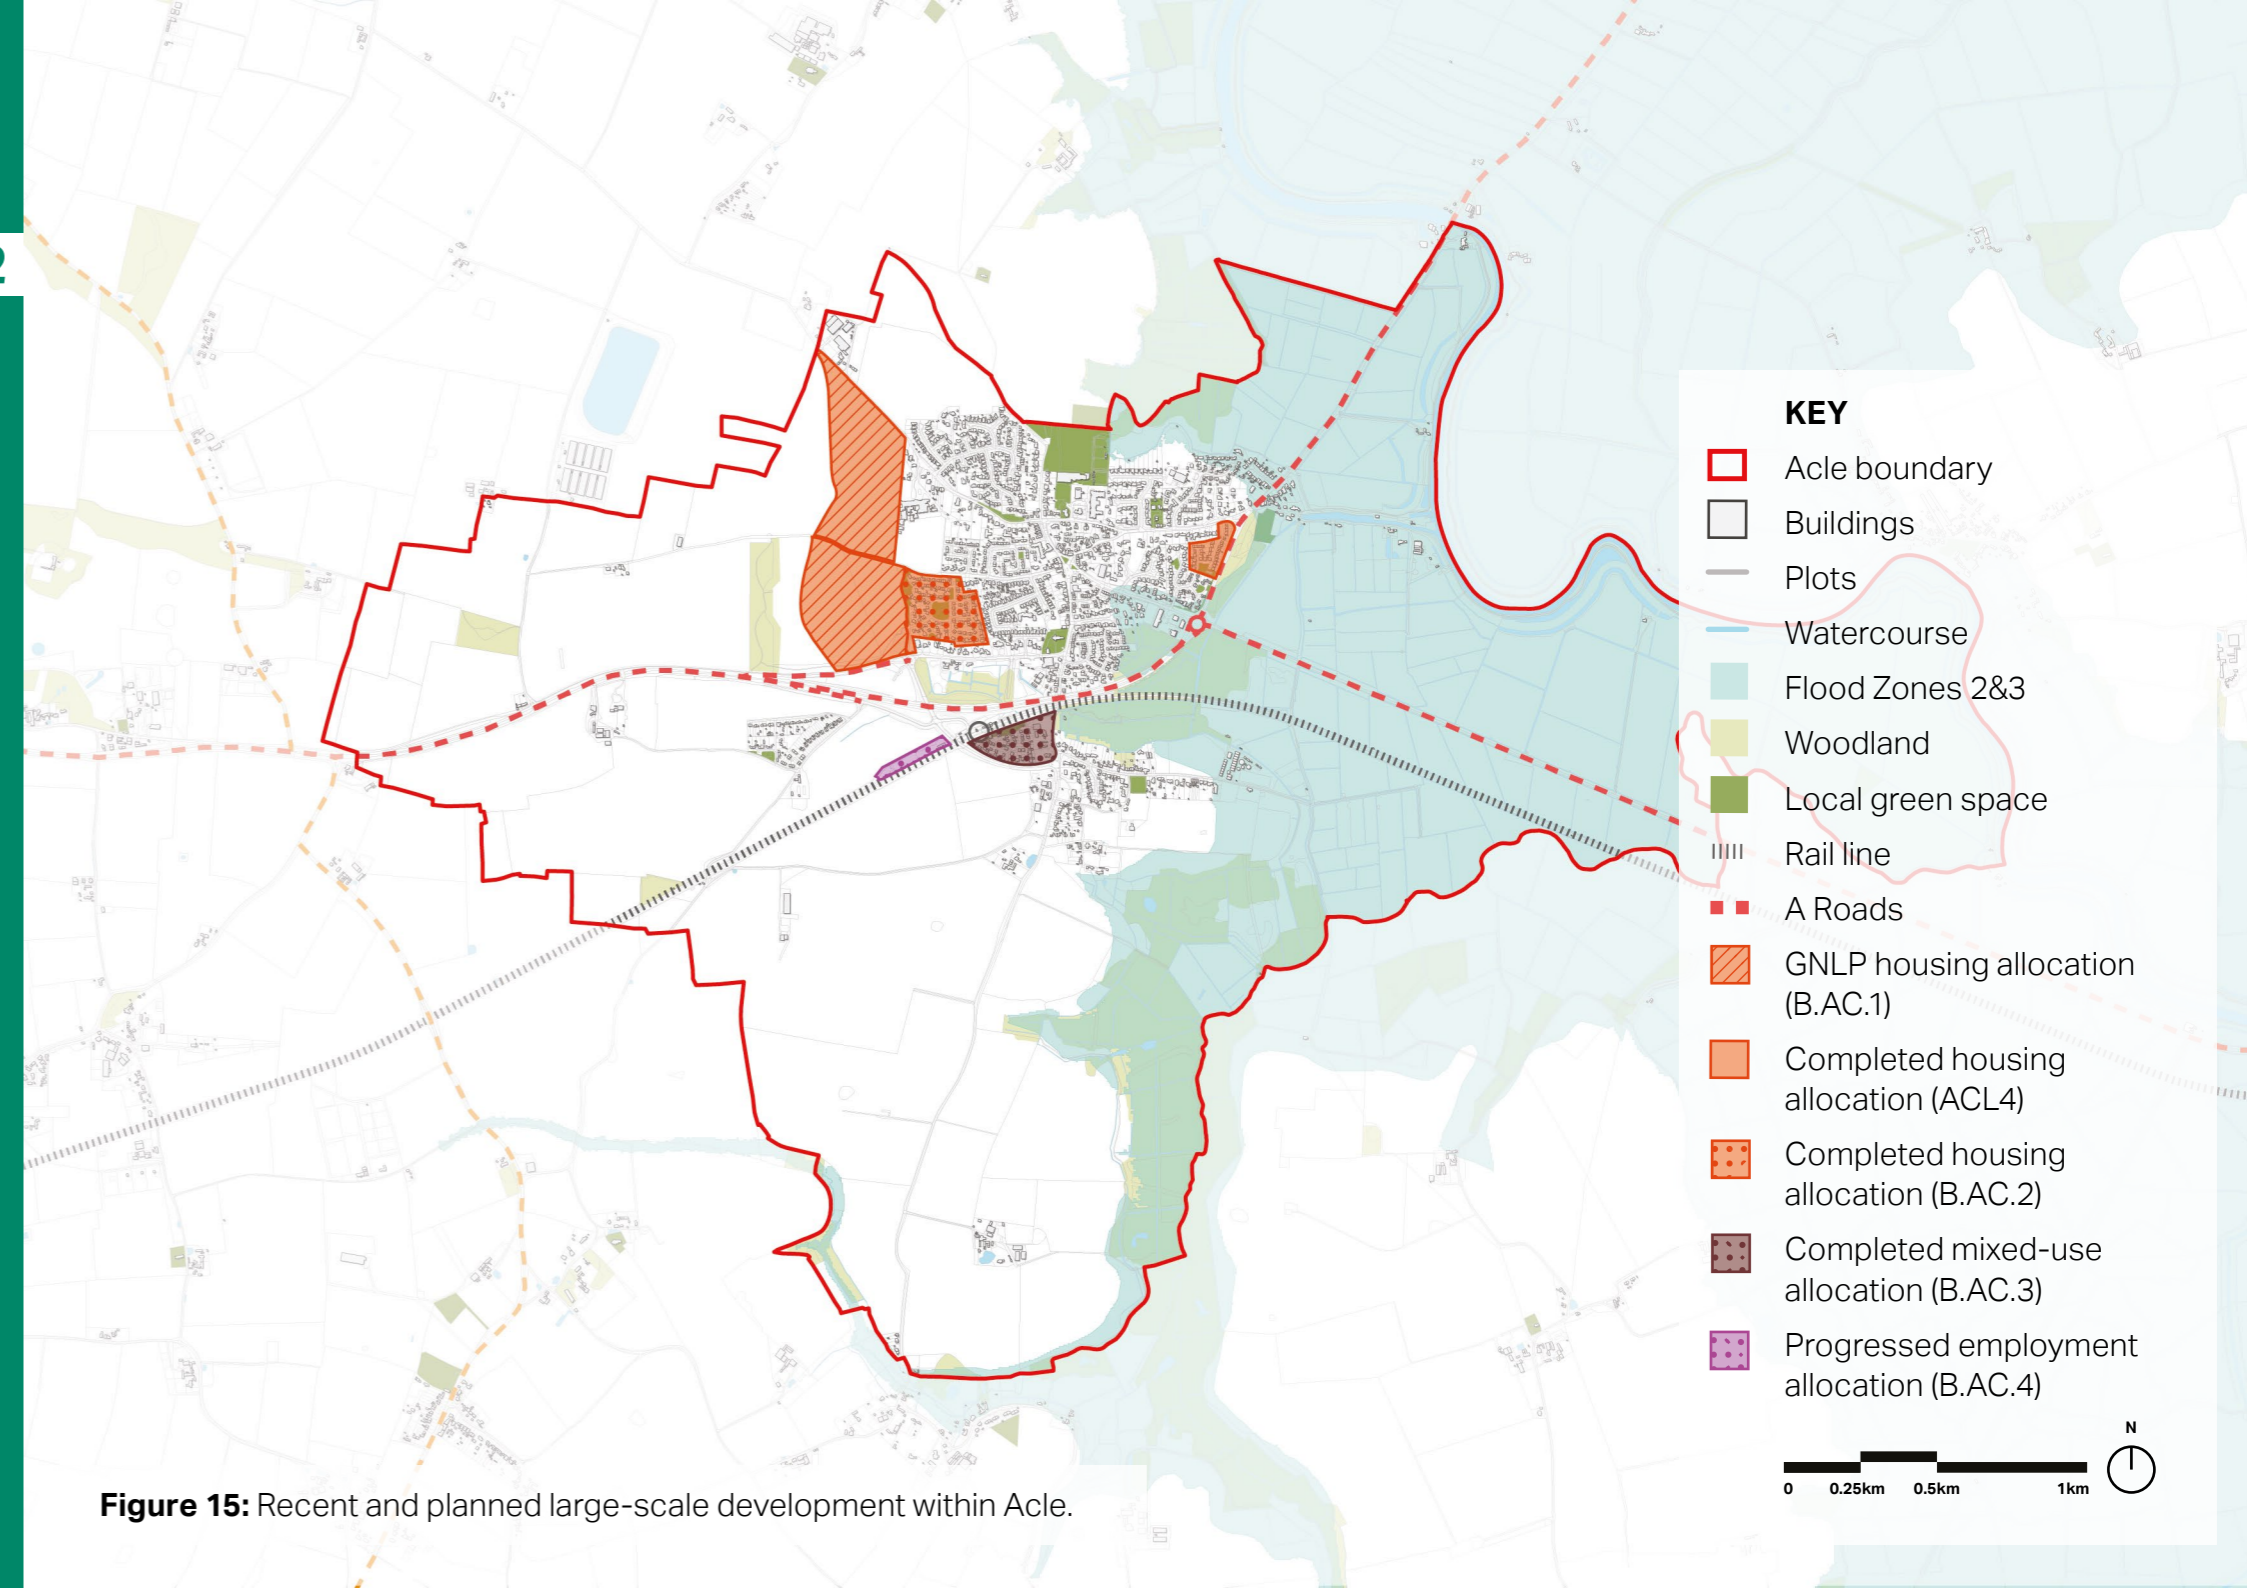 KEY
Acle boundary
Buildings
Plots
Watercourse
Flood Zones 2&3
Woodland
Local green space
Rail line
A Roads
GNLP housing allocation
(B.AC.1)
Completed housing
allocation (ACL4)
Completed housing
allocation (B.AC.2)
Completed mixed-use
allocation (B.AC.3)
Progressed employment
allocation (B.AC.4)
N
0 0.25km 0.5km 1km
Figure 15: Recent and planned large-scale development within Acle.